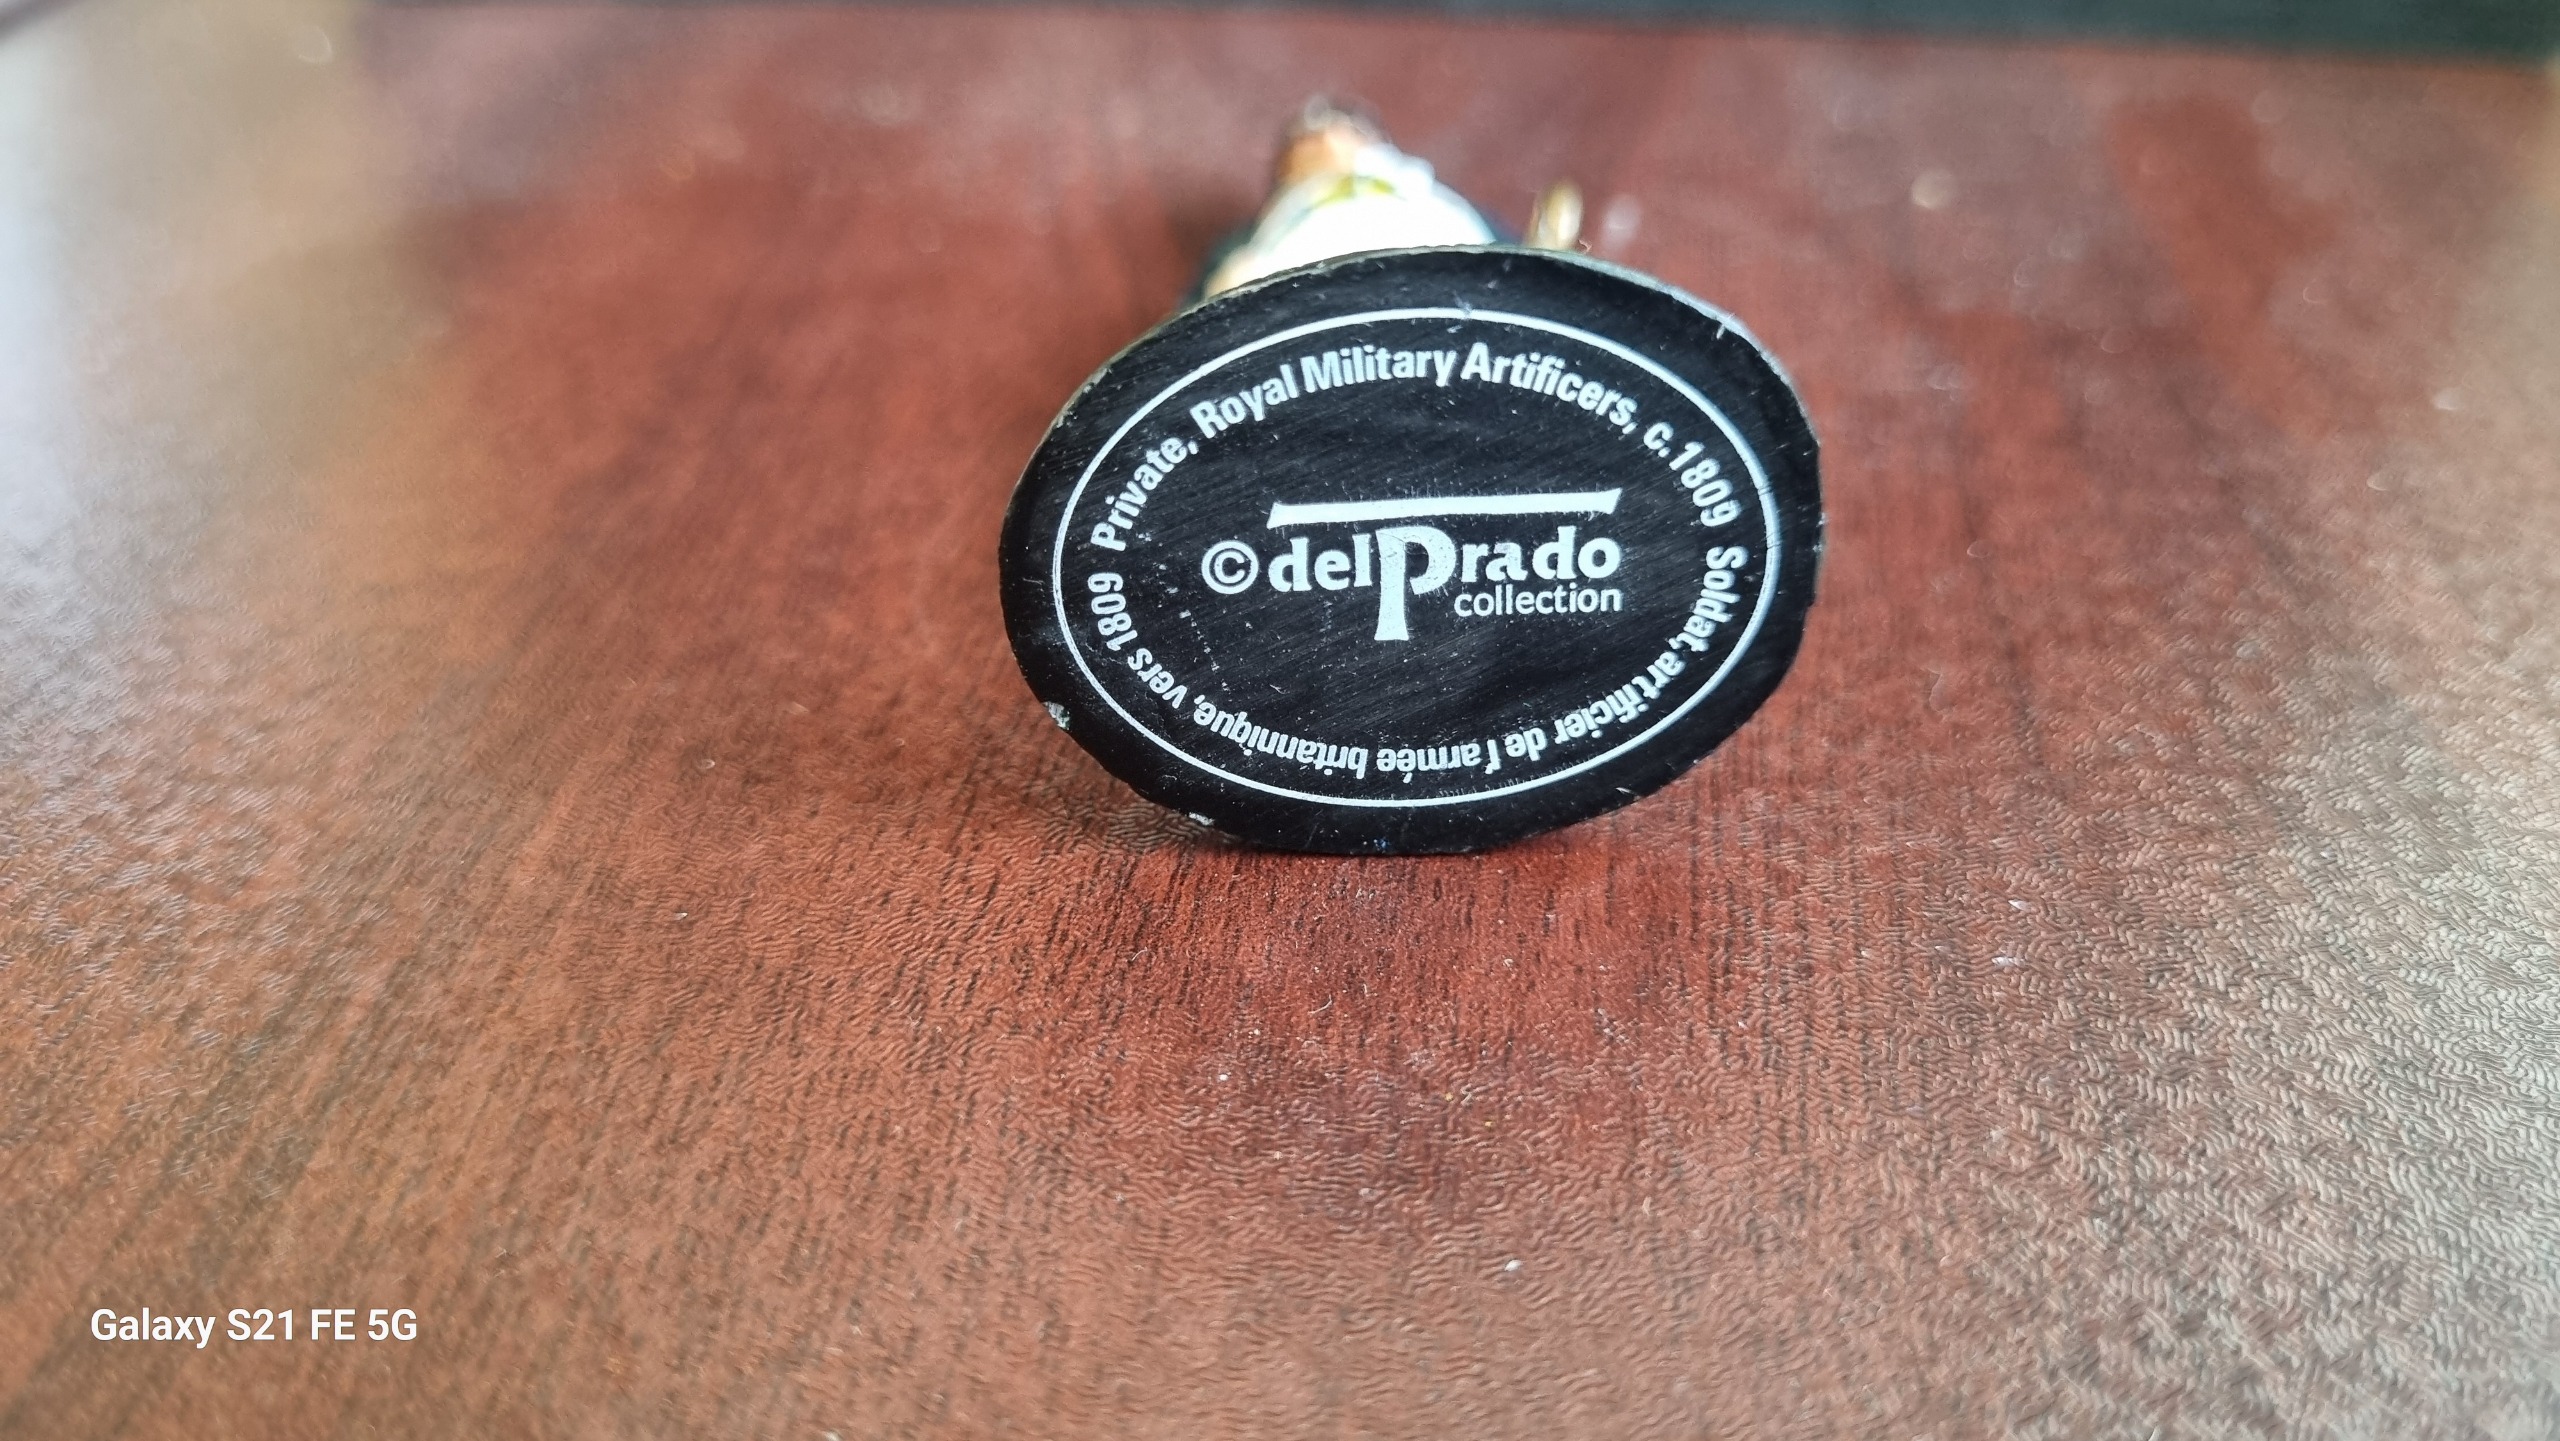 Private, Royal Military Artificers, c.1809
Soldat, artificier de l'armée britannique, vers 1809
© delPrado
collection
Galaxy S21 FE 5G